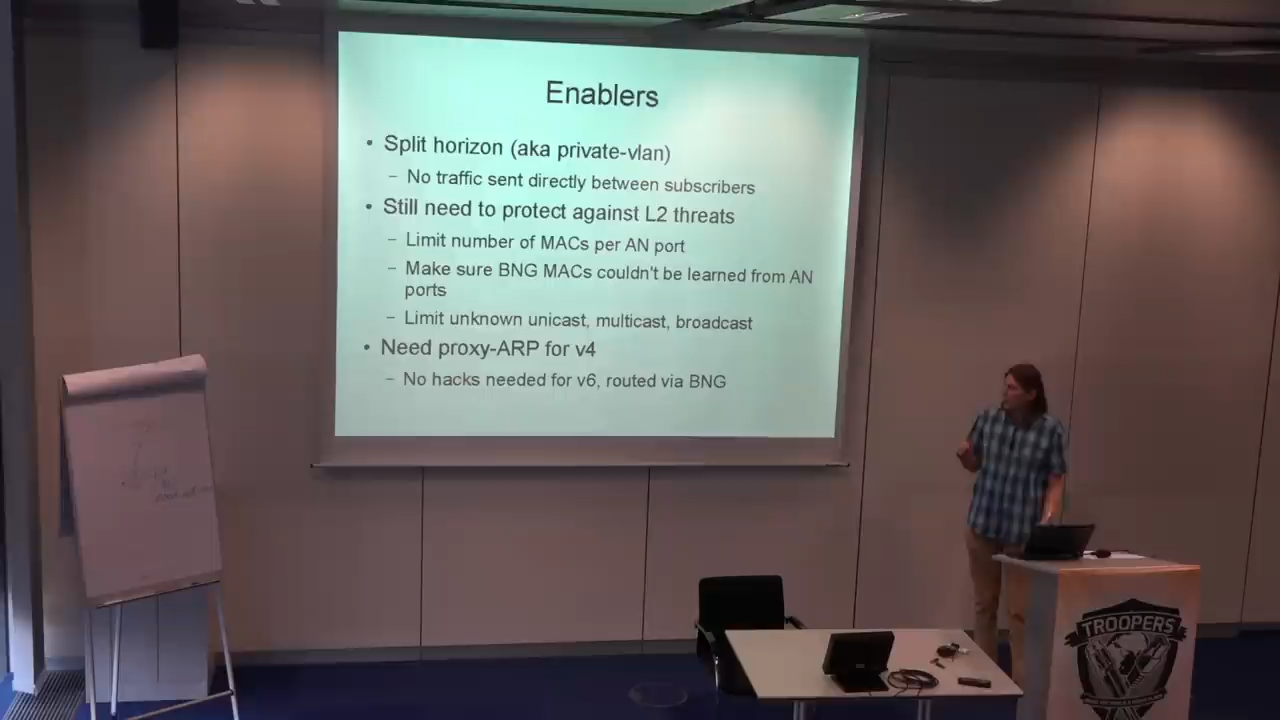 Enablers
• Split horizon (aka private-vlan)
– No traffic sent directly between subscribers
• Still need to protect against L2 threats
– Limit number of MACs per AN port
– Make sure BNG MACs couldn't be learned from AN
ports
– Limit unknown unicast, multicast, broadcast
• Need proxy-ARP for v4
– No hacks needed for v6, routed via BNG
TROOPERS